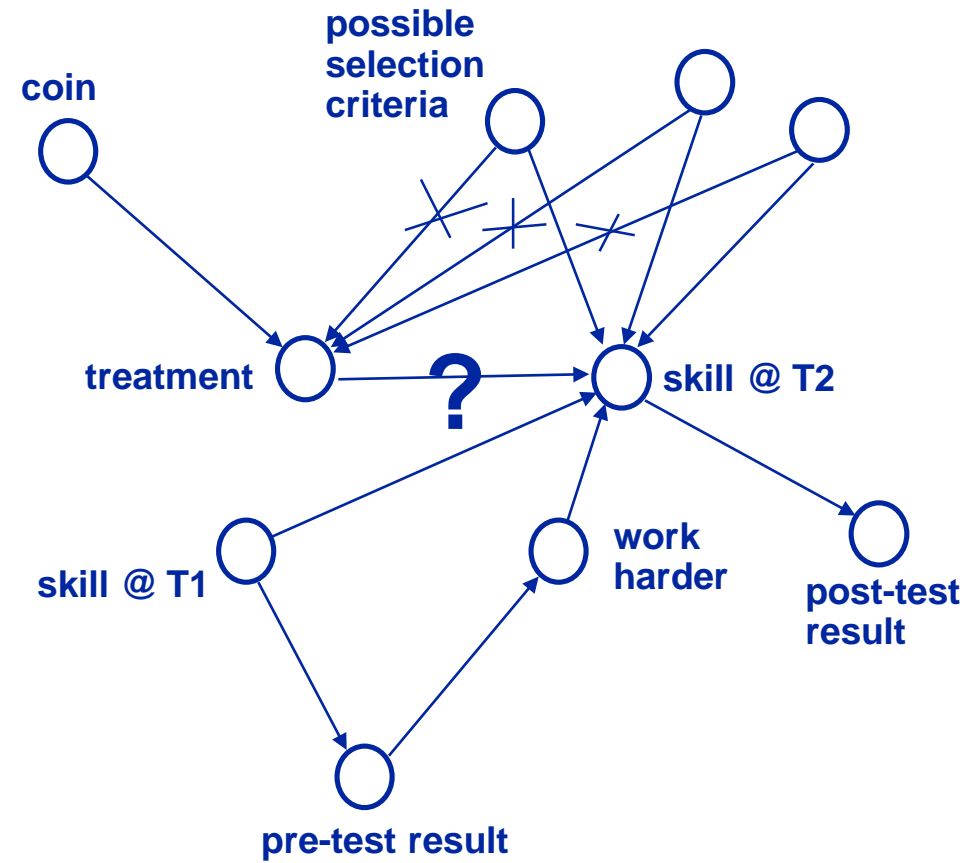 possible
selection
criteria
coin
treatment
?
skill @ T2
skill @ T1
work
harder
post-test
result
pre-test result